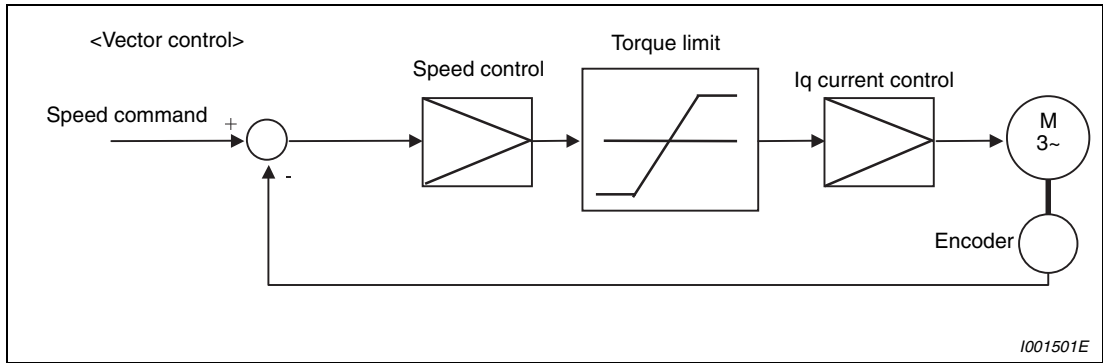 <Vector control>
Torque limit
Speed control
Iq current control
Speed command
+
-
M
3~
Encoder
I001501E